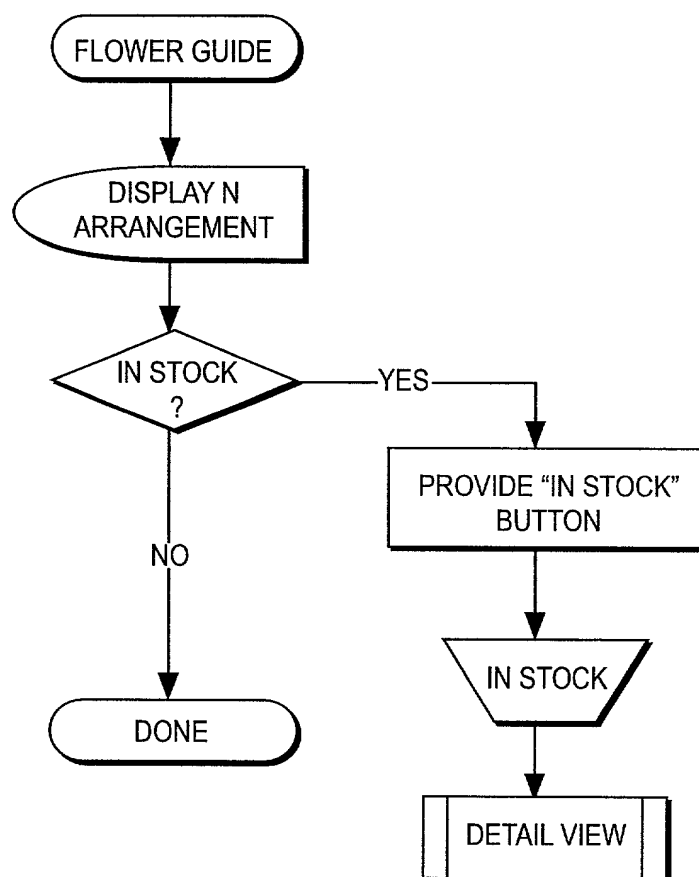 FLOWER GUIDE
DISPLAY N
ARRANGEMENT
IN STOCK
?
YES
PROVIDE “IN STOCK”
BUTTON
NO
IN STOCK
DONE
DETAIL VIEW